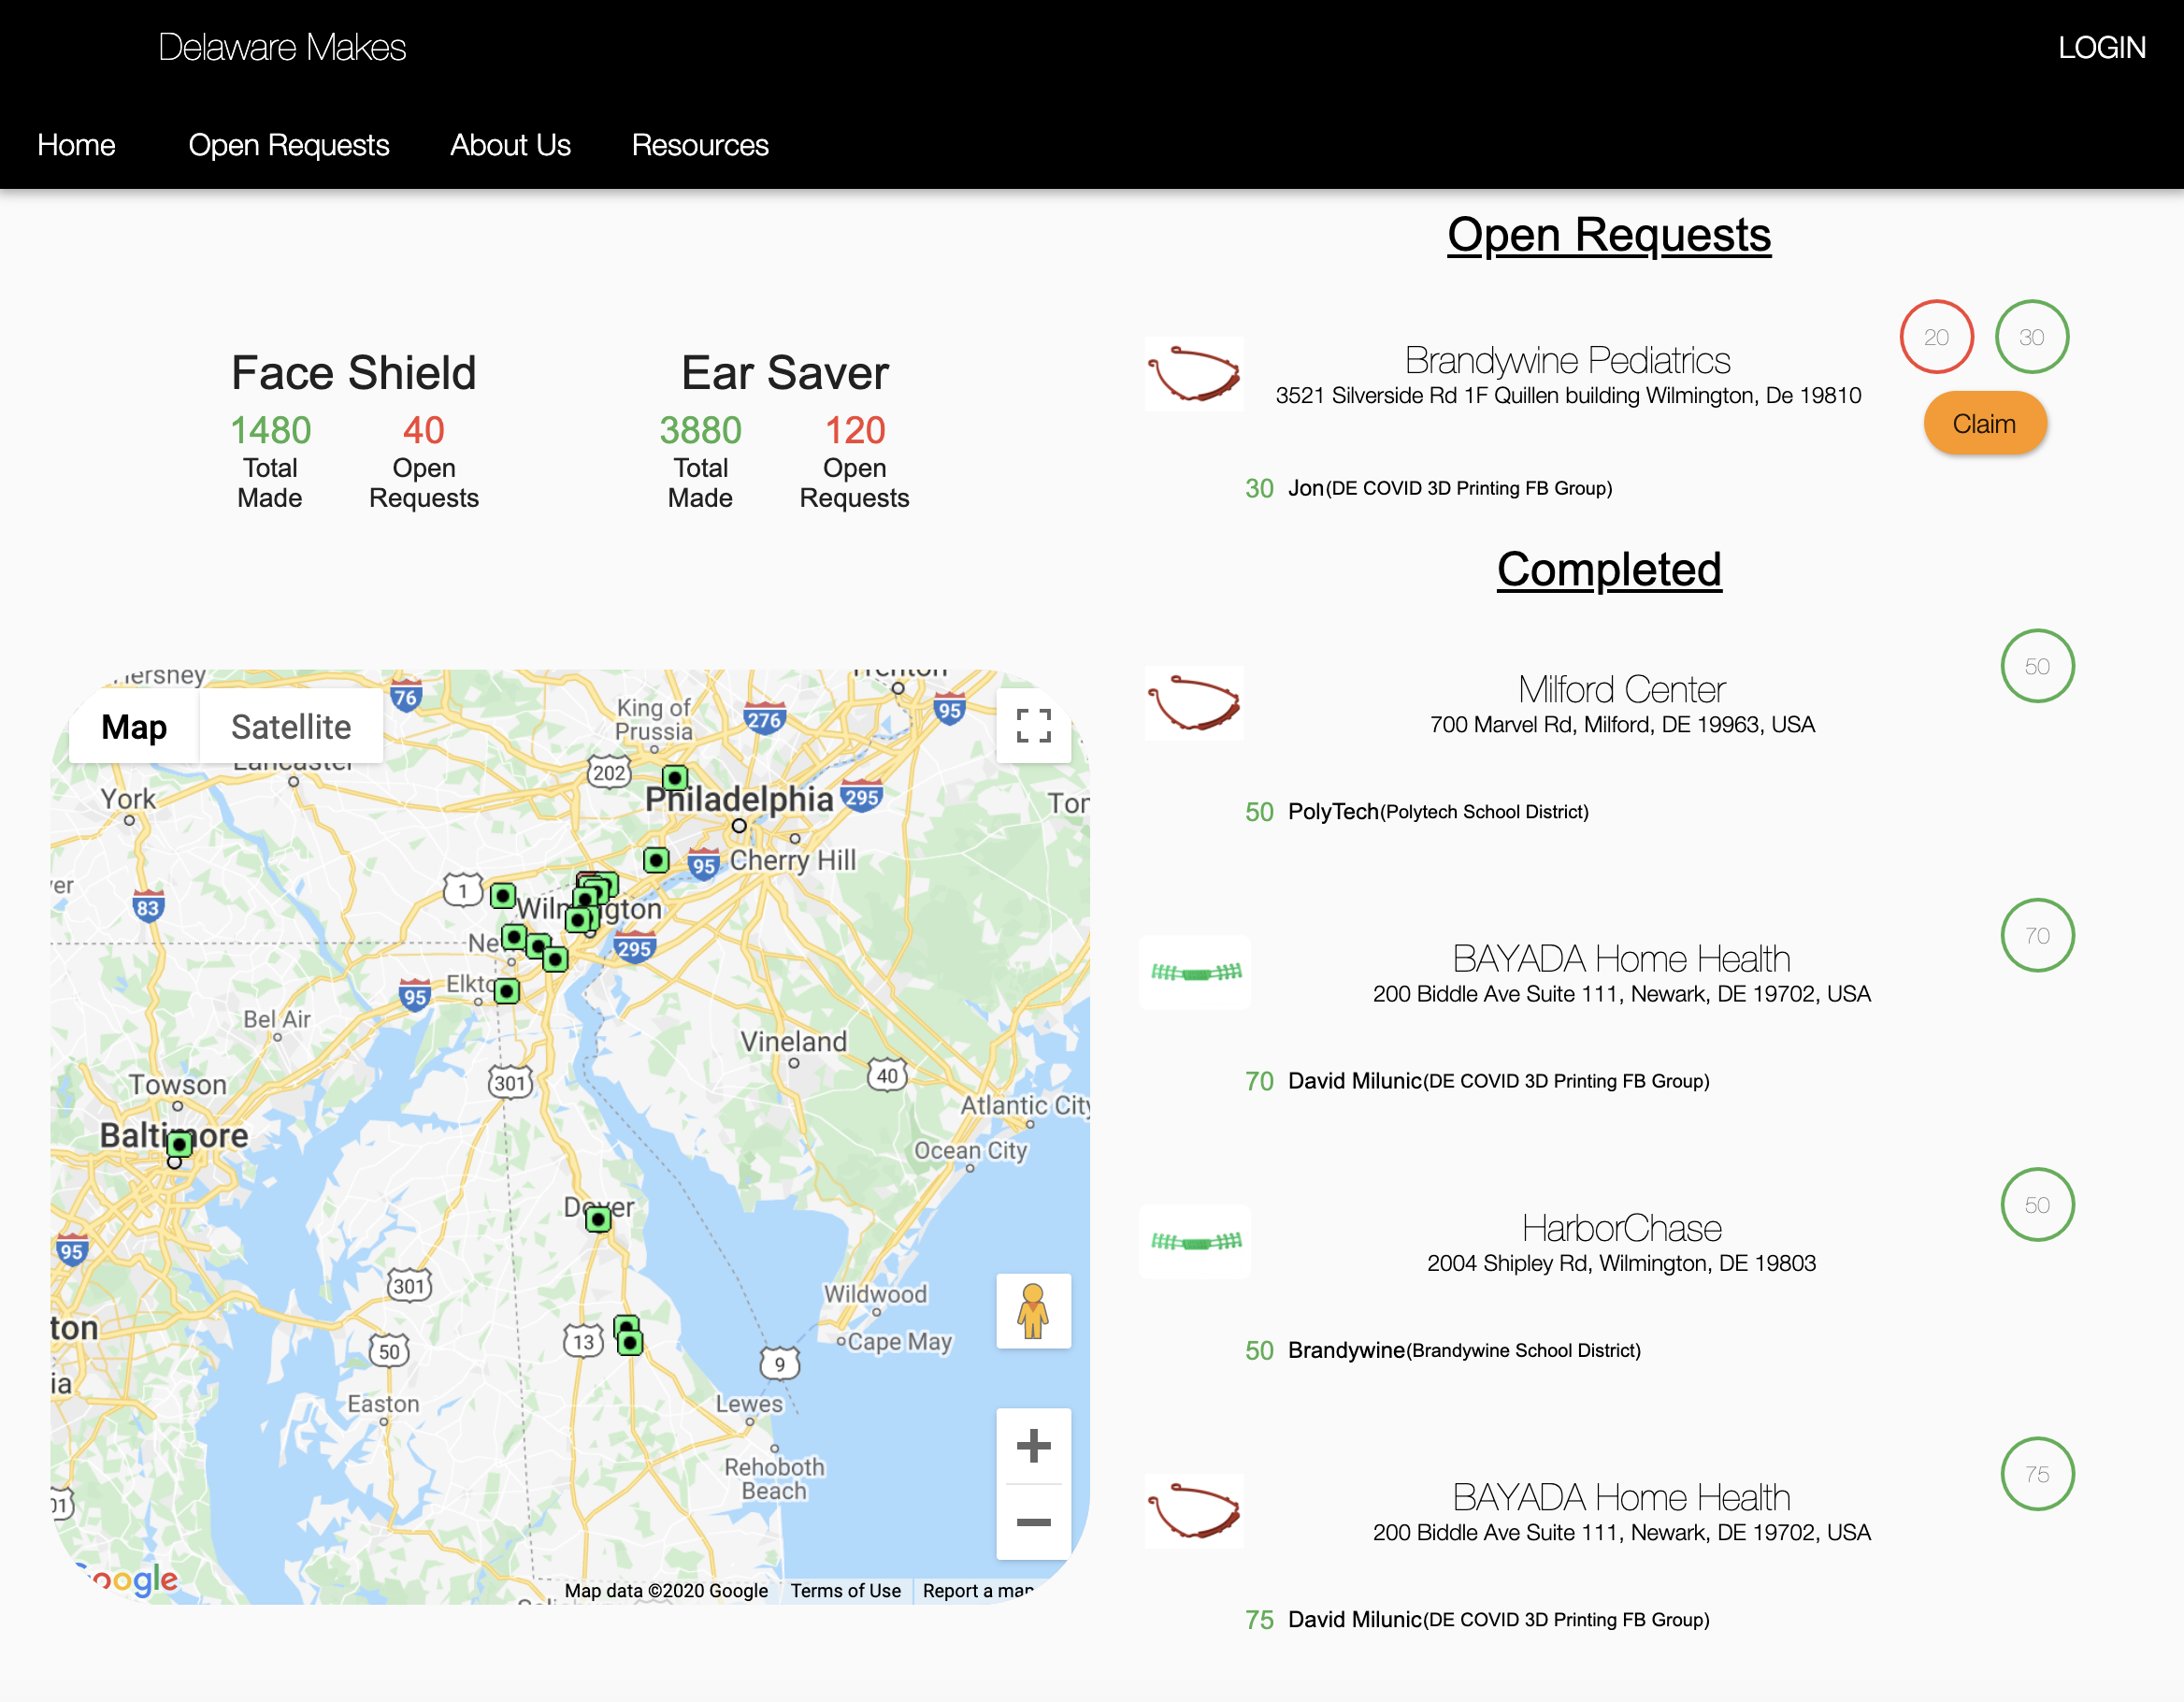 Delaware Makes
LOGIN
Home
Open Requests
About Us
Resources
Face Shield
1480
Total
Made
40
Open
Requests
Ear Saver
3880
Total
Made
120
Open
Requests
Map
Satellite
76
King of
Prussia
276
95
202
York
Philadelphia
295
Cherry Hill
95
1
83
295
Bel Air
95
Vineland
301
40
Towson
Atlantic City
Baltimore
Ocean City
Dover
95
301
Wildwood
Cape May
13
50
9
Easton
Lewes
Rehoboth
Beach
Google
Map data ©2020 Google
Terms of Use
Open Requests
20
30
Brandywine Pediatrics
3521 Silverside Rd 1F Quillen building Wilmington, De 19810
Claim
30 Jon(DE COVID 3D Printing FB Group)
Completed
50
Milford Center
700 Marvel Rd, Milford, DE 19963, USA
50 PolyTech(Polytech School District)
70
BAYADA Home Health
200 Biddle Ave Suite 111, Newark, DE 19702, USA
70 David Milunic(DE COVID 3D Printing FB Group)
50
HarborChase
2004 Shipley Rd, Wilmington, DE 19803
50 Brandywine(Brandywine School District)
75
BAYADA Home Health
200 Biddle Ave Suite 111, Newark, DE 19702, USA
75 David Milunic(DE COVID 3D Printing FB Group)